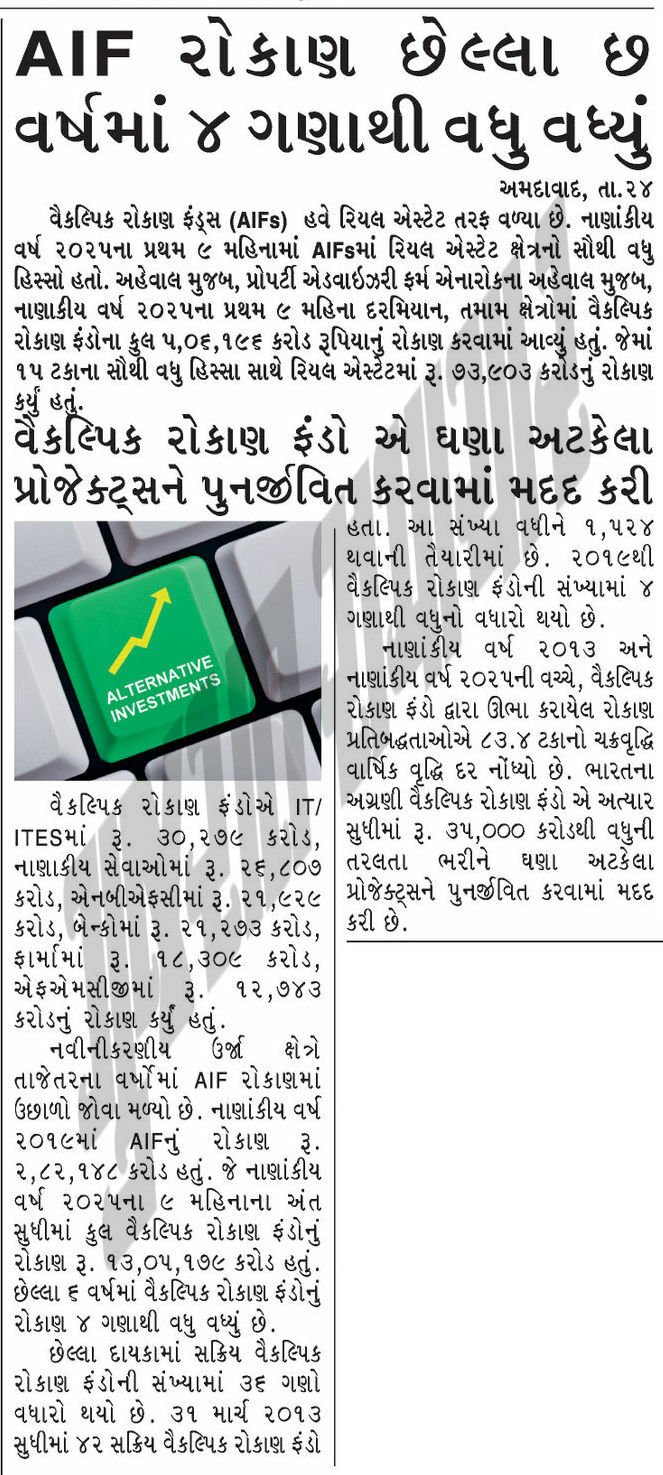 AIF રોકાણ છેલ્લા છ
વર્ષમાં ૪ ગણાથી વધુ વધ્યું
અમદાવાદ, તા.૨૪
વૈકલ્પિક રોકાણ ફંડ્સ (AIFs) હવે રિયલ એસ્ટેટ તરફ વળ્યા છે. નાણાંકીય
વર્ષ ૨૦૨૫ના પ્રથમ ૯ મહિનામાં AIFsમાં રિયલ એસ્ટેટ ક્ષેત્રનો સૌથી વધુ
હિસ્સો હતો. અહેવાલ મુજબ, પ્રોપર્ટી એડવાઇઝરી ફર્મ એનારોકના અહેવાલ મુજબ,
નાણાકીય વર્ષ ૨૦૨૫ના પ્રથમ ૯ મહિના દરમિયાન, તમામ ક્ષેત્રોમાં વૈકલ્પિક
રોકાણ ફંડોના કુલ ૫,૦૬,૧૯૬ કરોડ રૂપિયાનું રોકાણ કરવામાં આવ્યું હતું. જેમાં
૧૫ ટકાના સૌથી વધુ હિસ્સા સાથે રિયલ એસ્ટેટમાં રૂ. ૭૩,૯૦૩ કરોડનું રોકાણ
કર્યું હતું.
વૈકલ્પિક રોકાણ ફંડો એ ઘણા અટકેલા
પ્રોજેક્ટ્સને પુનર્જીવિત કરવામાં મદદ કરી
ALTERNATIVE
INVESTMENTS
વૈકલ્પિક રોકાણ ફંડોએ IT/
ITESમાં રૂ. ૩૦,૨૭૯ કરોડ,
નાણાકીય સેવાઓમાં રૂ. ૨૬,૮૦૭
કરોડ, એનબીએફસીમાં રૂ. ૨૧,૯૨૯
કરોડ, બેન્કોમાં રૂ. ૨૧,૨૭૩ કરોડ,
ફાર્મામાં રૂ. ૧૮,૩૦૯ કરોડ,
એફએમસીજીમાં રૂ. ૧૨,૭૪૩
કરોડનું રોકાણ કર્યું હતું.
નવીનીકરણીય ઉર્જા ક્ષેત્રે
તાજેતરના વર્ષોમાં AIF રોકાણમાં
ઉછાળો જોવા મળ્યો છે. નાણાંકીય વર્ષ
૨૦૧૯માં AIFનું રોકાણ રૂ.
૨,૮૨,૧૪૮ કરોડ હતું. જે નાણાંકીય
વર્ષ ૨૦૨૫ના ૯ મહિનાના અંત
સુધીમાં કુલ વૈકલ્પિક રોકાણ ફંડોનું
રોકાણ રૂ. ૧૩,૦૫,૧૭૯ કરોડ હતું.
છેલ્લા ૬ વર્ષમાં વૈકલ્પિક રોકાણ ફંડોનું
રોકાણ ૪ ગણાથી વધુ વધ્યું છે.
છેલ્લા દાયકામાં સક્રિય વૈકલ્પિક
રોકાણ ફંડોની સંખ્યામાં ૩૬ ગણો
વધારો થયો છે. ૩૧ માર્ચ ૨૦૧૩
સુધીમાં ૪૨ સક્રિય વૈકલ્પિક રોકાણ ફંડો
હતા. આ સંખ્યા વધીને ૧,૫૨૪
થવાની તૈયારીમાં છે. ૨૦૧૯થી
વૈકલ્પિક રોકાણ ફંડોની સંખ્યામાં ૪
ગણાથી વધુનો વધારો થયો છે.
નાણાંકીય વર્ષ ૨૦૧૩ અને
નાણાંકીય વર્ષ ૨૦૨૫ની વચ્ચે, વૈકલ્પિક
રોકાણ ફંડો દ્વારા ઊભા કરાયેલ રોકાણ
પ્રતિબદ્ધતાઓએ ૮૩.૪ ટકાનો ચક્રવૃદ્ધિ
વાર્ષિક વૃદ્ધિ દર નોંધ્યો છે. ભારતના
અગ્રણી વૈકલ્પિક રોકાણ ફંડો એ અત્યાર
સુધીમાં રૂ. ૩૫,૦૦૦ કરોડથી વધુની
તરલતા ભરીને ઘણા અટકેલા
પ્રોજેક્ટ્સને પુનર્જીવિત કરવામાં મદદ
કરી છે.